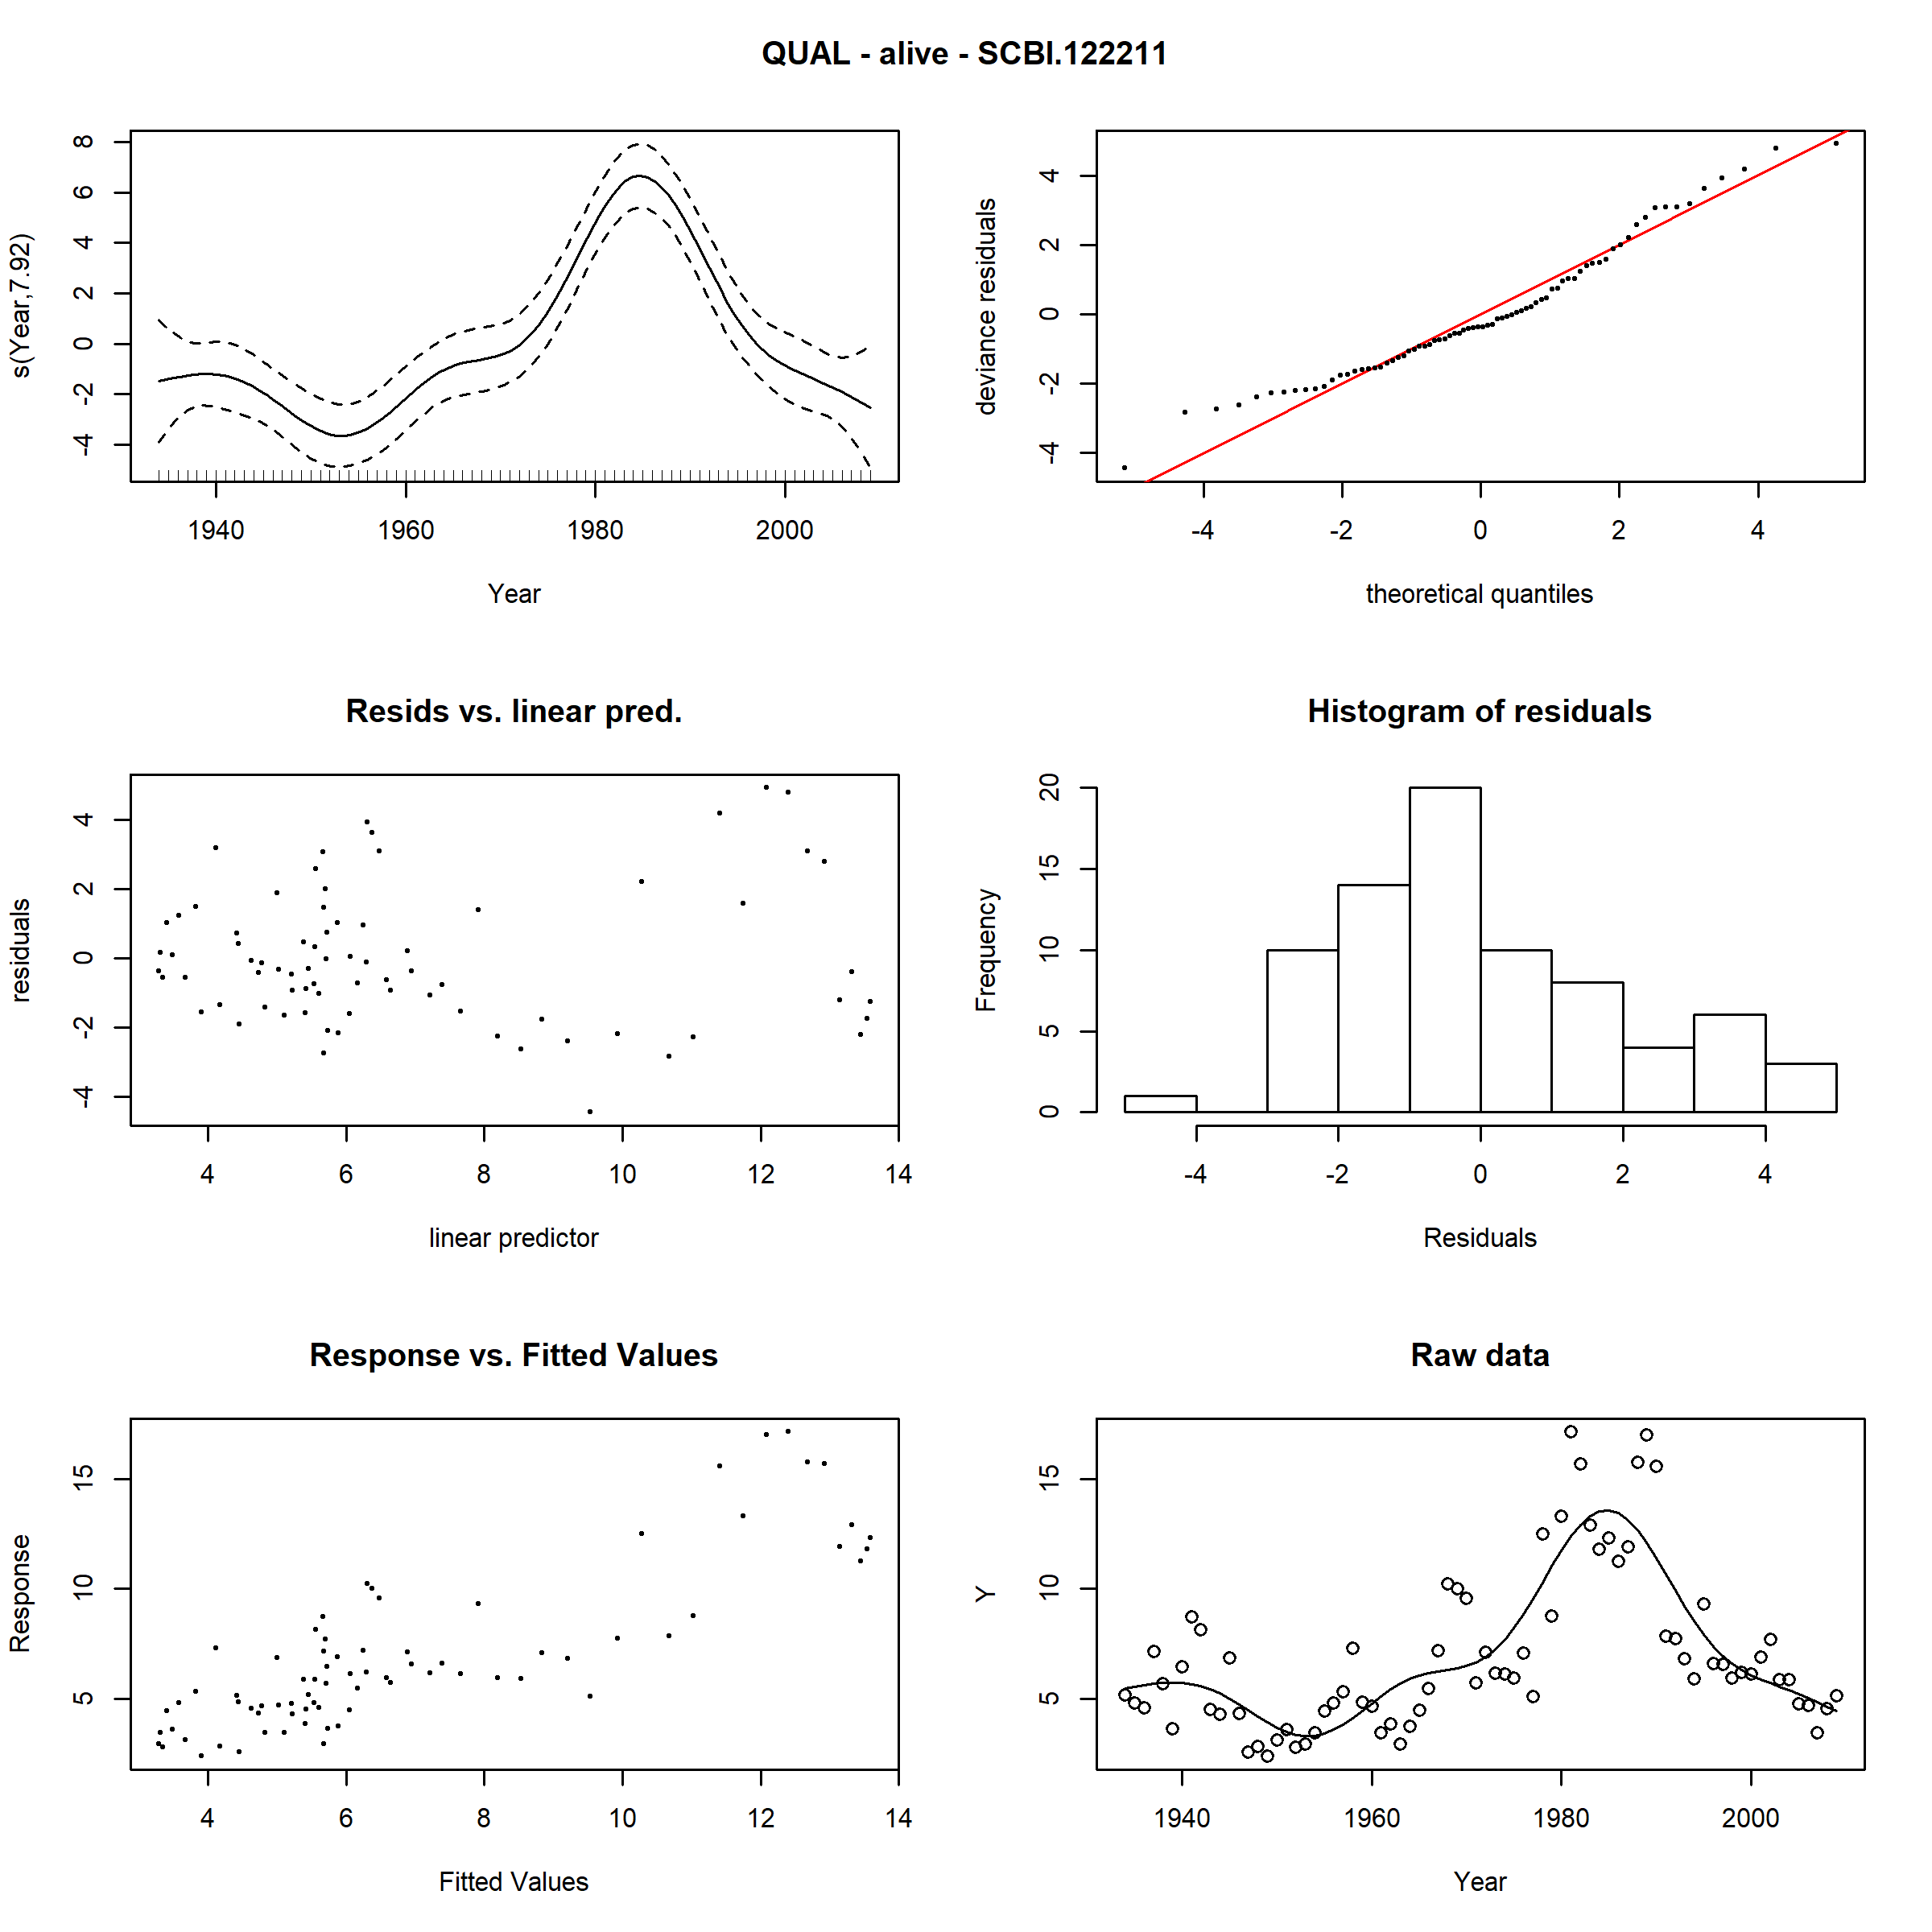 QUAL - alive - SCBI.122211
s(Year,7.92)
8
6
4
2
0
-2
-4
1940 1960 1980 2000
Year
deviance residuals
4
2
0
-2
-4
-4 -2 0 2 4
theoretical quantiles
Resids vs. linear pred.
residuals
4
2
0
-2
-4
4 6 8 10 12 14
linear predictor
Histogram of residuals
Frequency
20
15
10
5
0
-4 -2 0 2 4
Residuals
Response vs. Fitted Values
Response
15
10
5
4 6 8 10 12 14
Fitted Values
Raw data
Y
15
10
5
1940 1960 1980 2000
Year